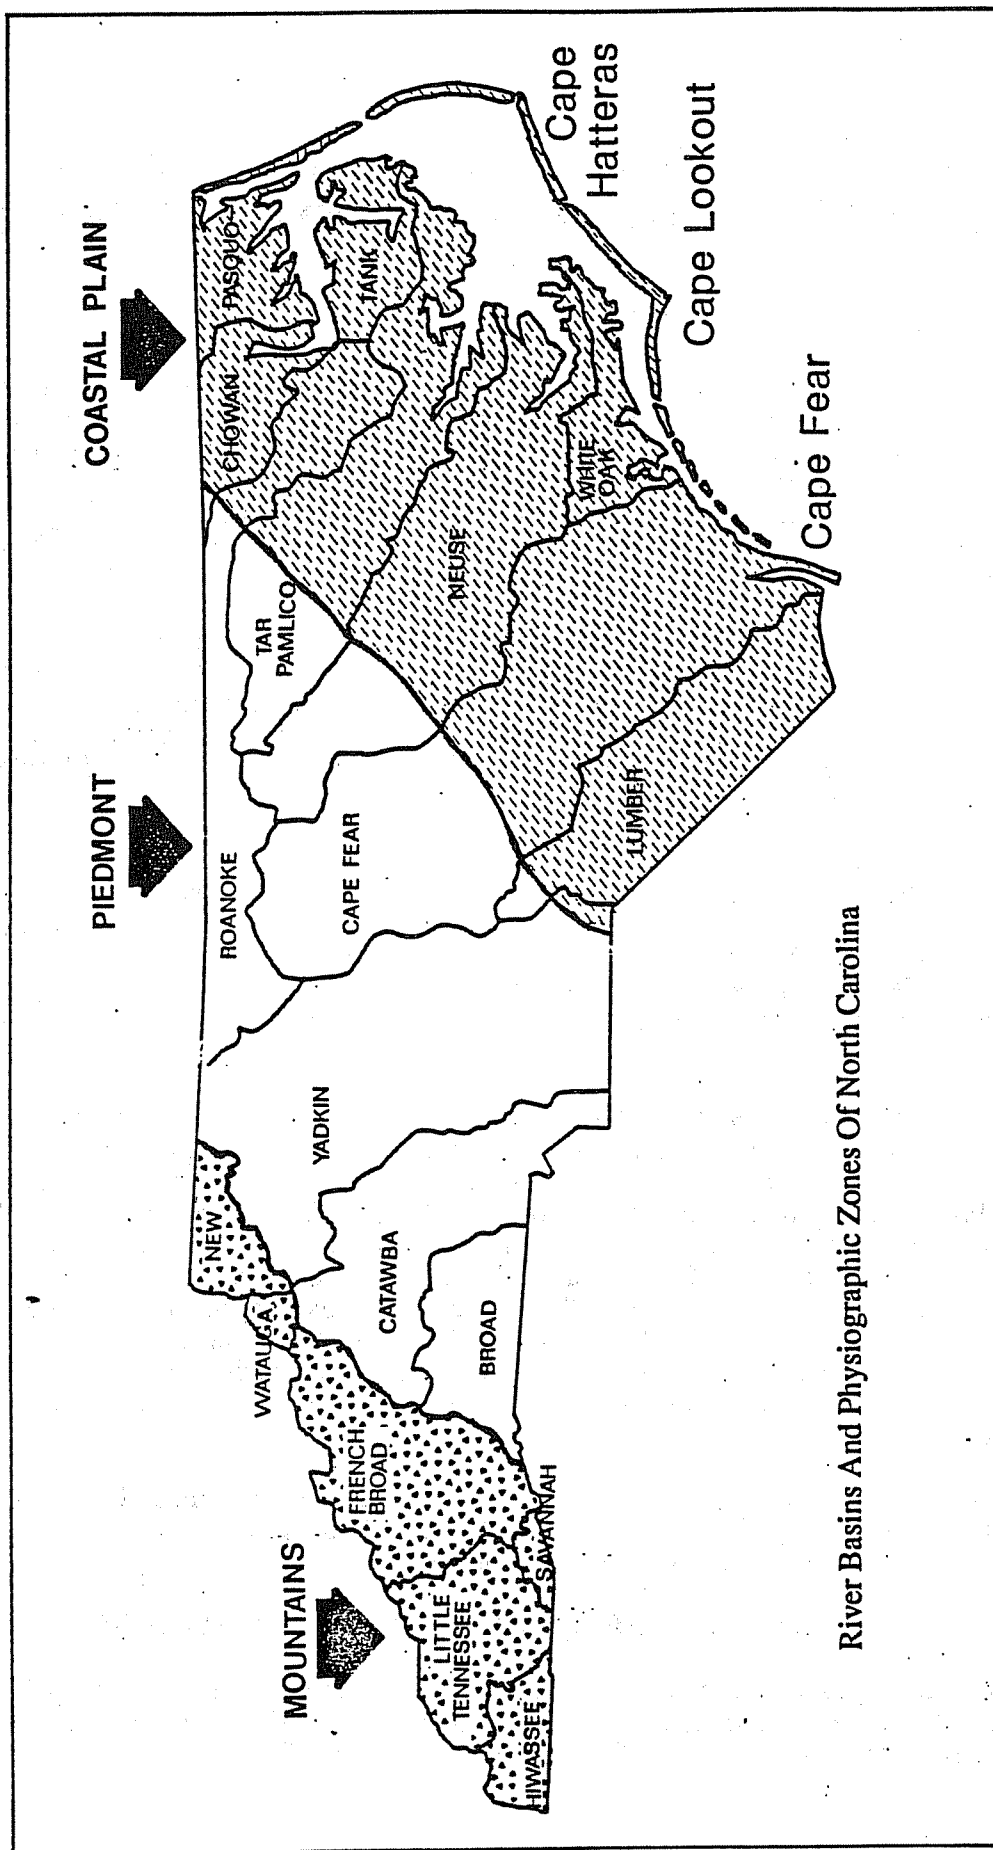 MOUNTAINS
PIEDMONT
COASTAL PLAIN
HIWASSEE
LITTLE
TENNESSEE
SAVANNAH
FRENCH
BROAD
WATAUGA
NEW
BROAD
CATAWBA
YADKIN
ROANOKE
CAPE FEAR
LUMBER
TAR
PAMLICO
NEUSE
WHITE
OAK
CHOWAN
PASQUO-
TANK
Cape
Hatteras
Cape Lookout
Cape Fear
River Basins And Physiographic Zones Of North Carolina